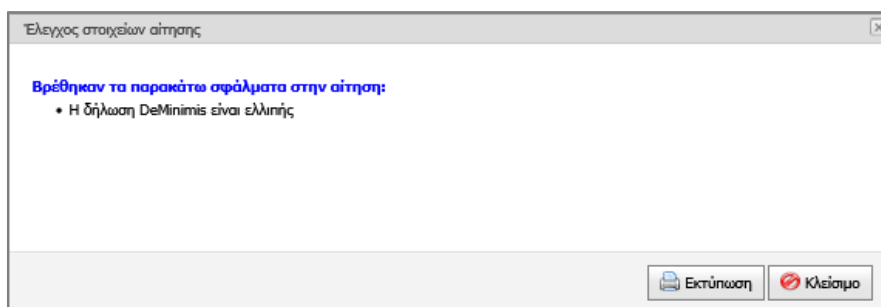 Έλεγχος στοιχείων αίτησης
Βρέθηκαν τα παρακάτω σφάλματα στην αίτηση:
• Η δήλωση DeMinimis είναι ελλιπής
Εκτύπωση
Κλείσιμο